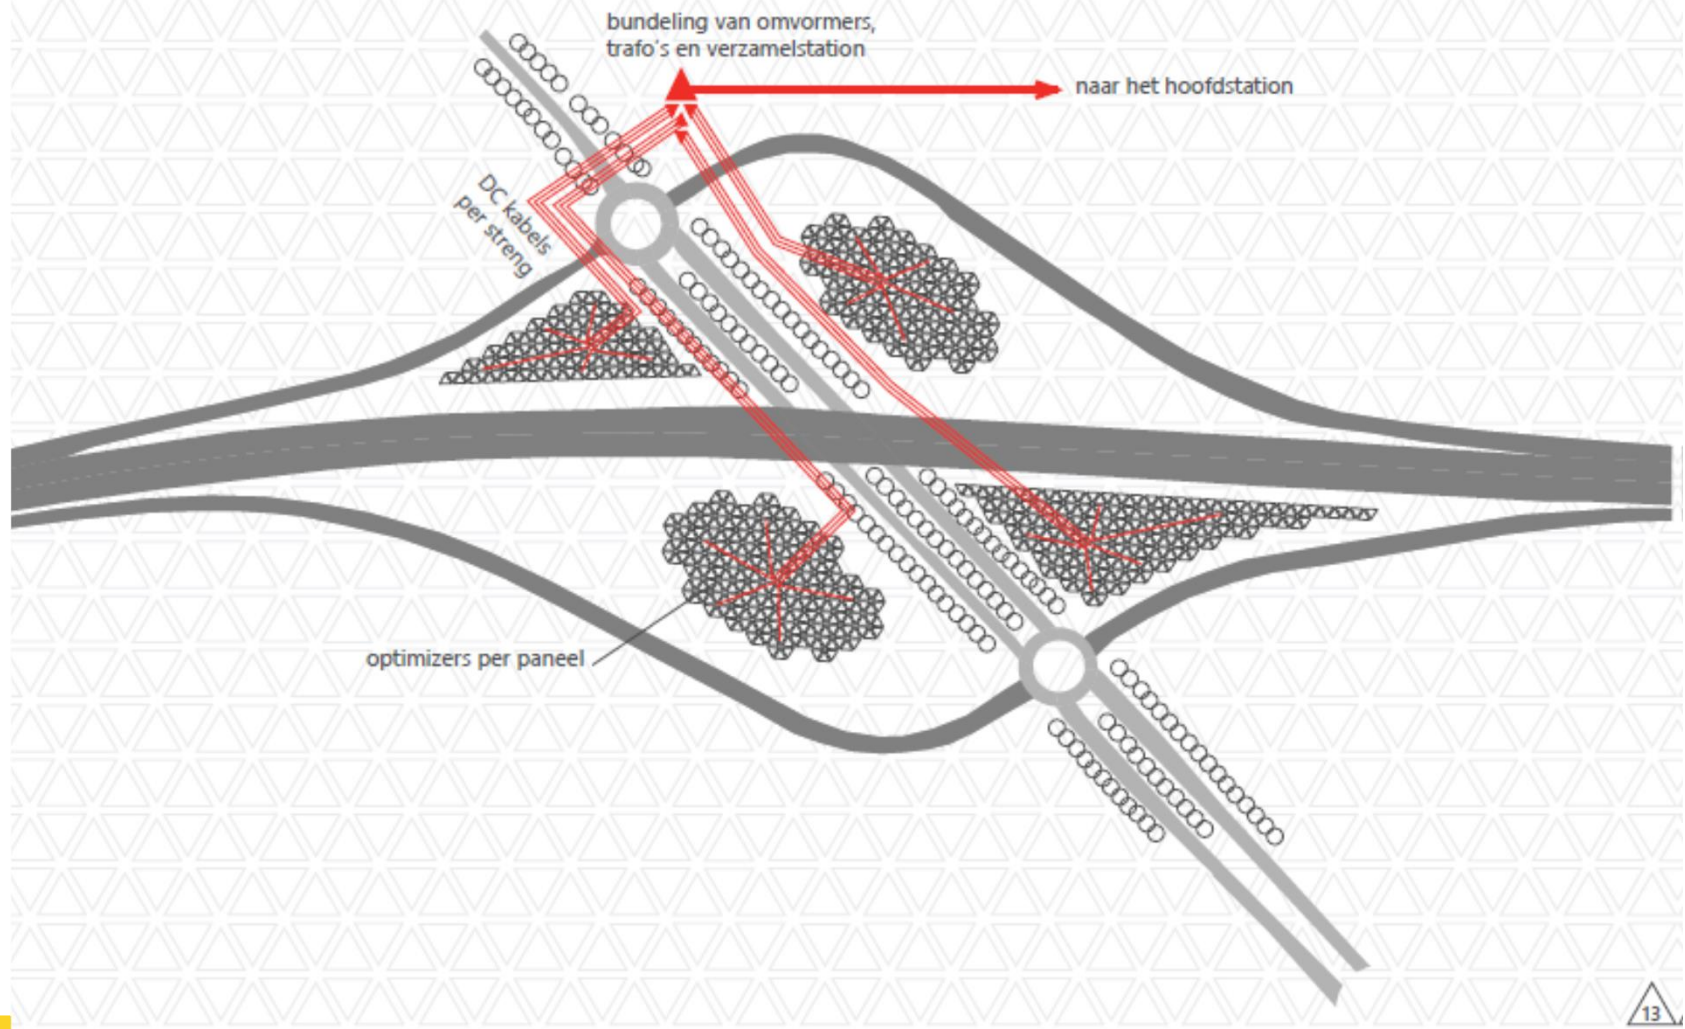 bundeling van omvormers,
trafo's en verzamelstation
naar het hoofdstation
DC kabels
per streng
optimizers per paneel
13